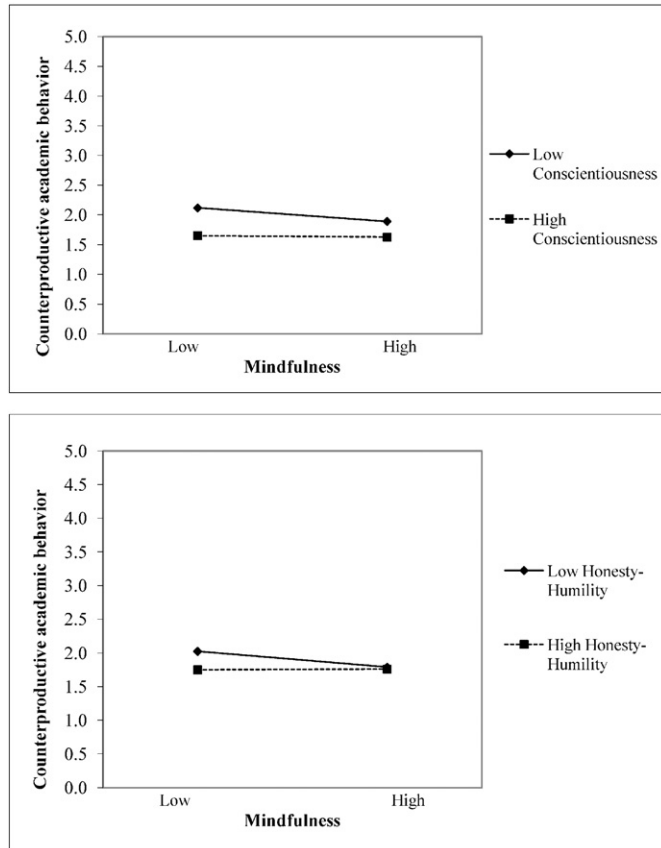 Counterproductive academic behavior
5.0
4.5
4.0
3.5
3.0
2.5
2.0
1.5
1.0
0.5
0.0
Low
High
Mindfulness
Low
Conscientiousness
High
Conscientiousness
Counterproductive academic behavior
5.0
4.5
4.0
3.5
3.0
2.5
2.0
1.5
1.0
0.5
0.0
Low
High
Mindfulness
Low Honesty-
Humility
High Honesty-
Humility